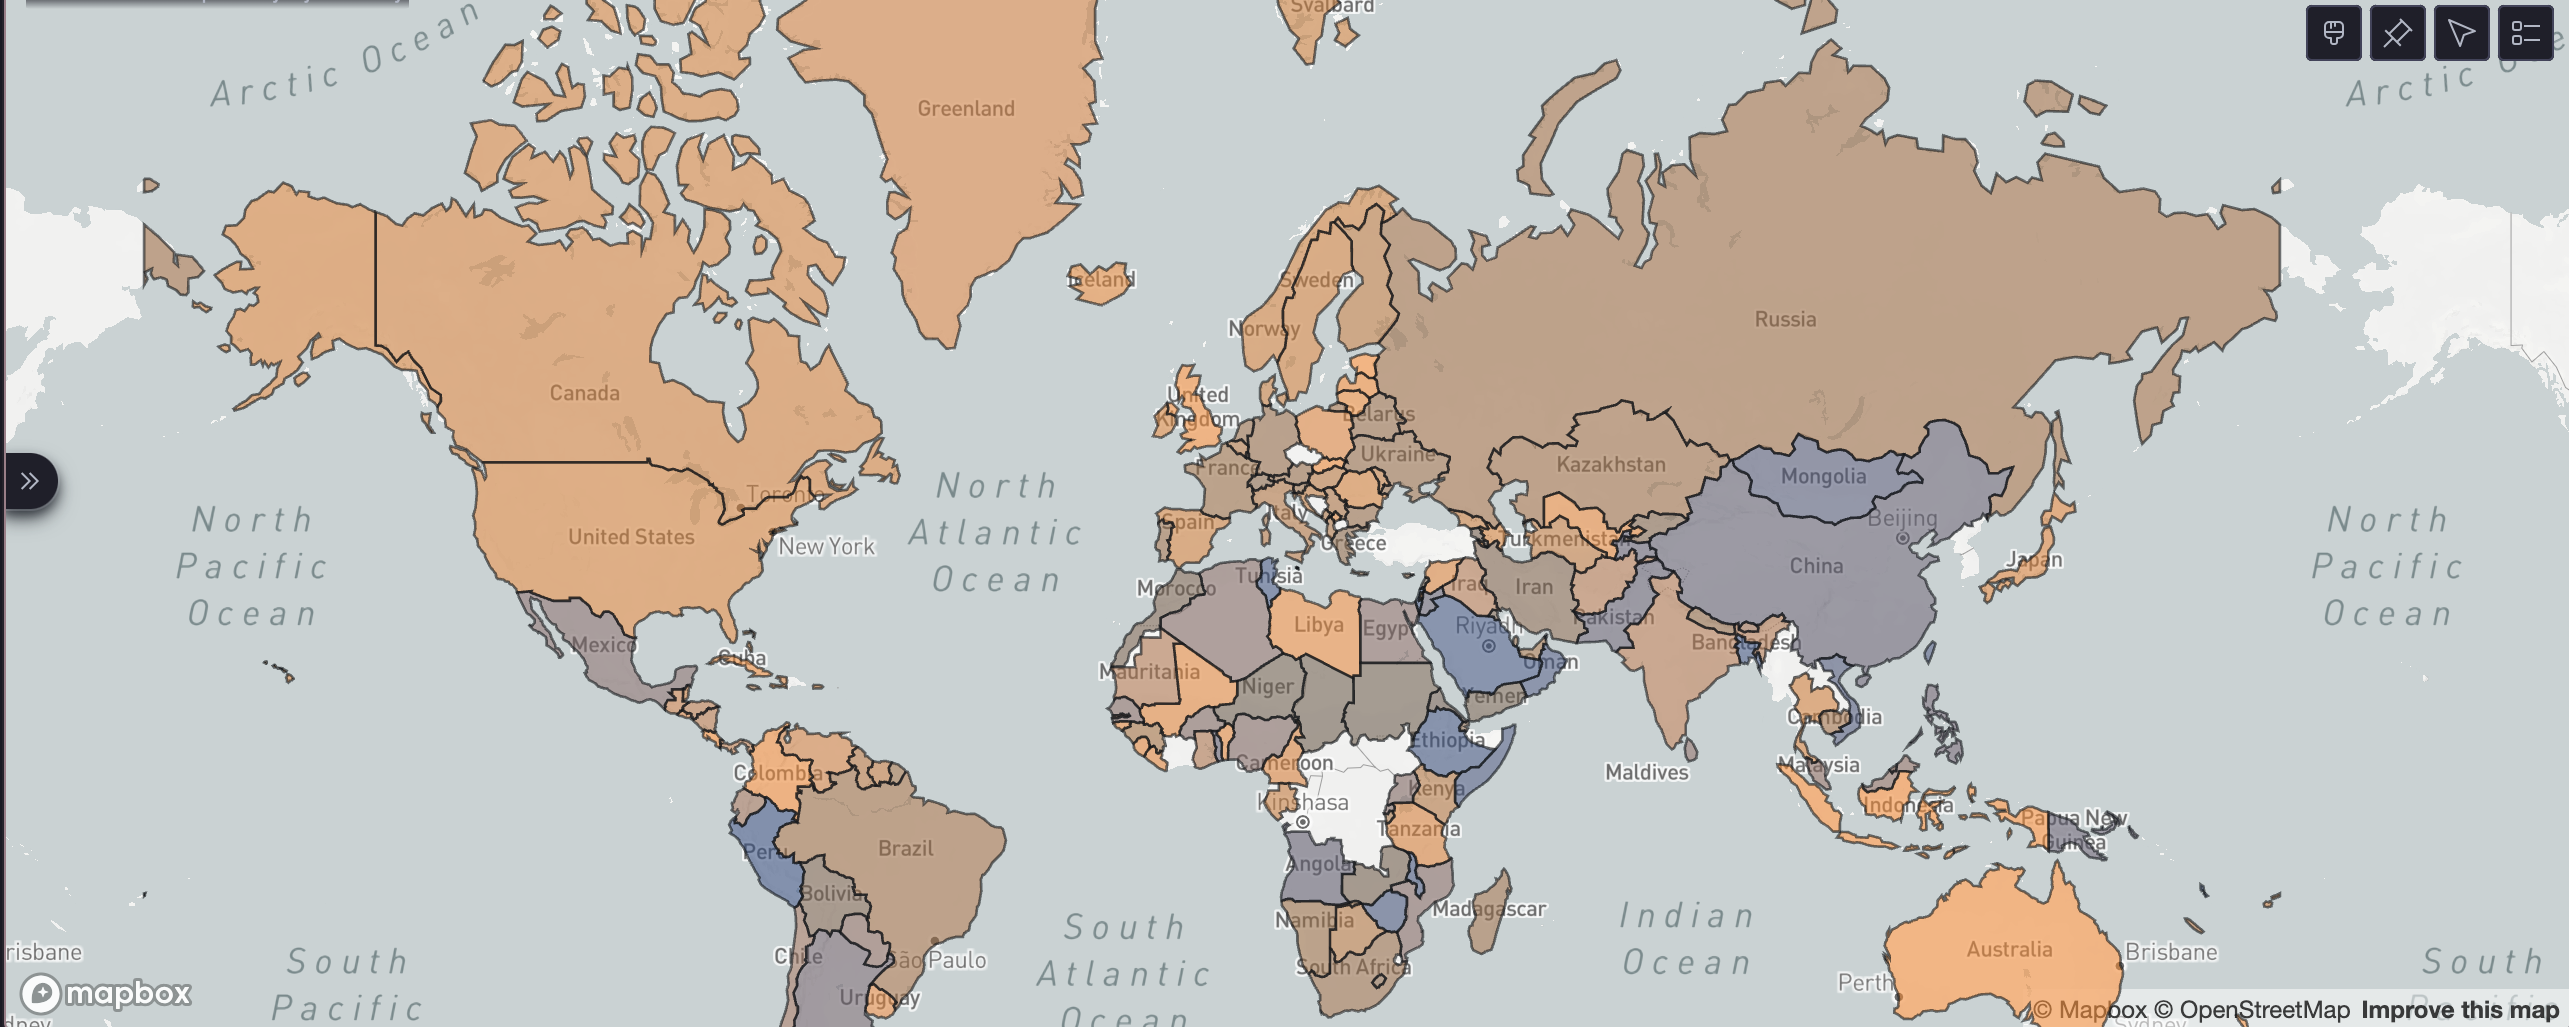 Svalbard
Arctic Ocean
Arctic
Greenland
Iceland
Sweden
Norway
Russia
Canada
United
Kingdom
Belarus
Ukraine
France
Kazakhstan
Mongolia
Toronto
North
Atlantic
Ocean
North
Pacific
Ocean
North
Pacific
Ocean
United States
New York
Spain
Italy
Greece
Turkmenistan
Beijing
China
Japan
Morocco
Tunisia
Iraq
Iran
Libya
Egyp
Riyadh
Pakistan
Bangladesh
Mexico
Cuba
Mauritania
Niger
Oman
Yemen
Cambodia
Ethiopia
Colombia
Cameroon
Maldives
Malaysia
Kenya
Kinshasa
Indonesia
Tanzania
Papua New
Guinea
Brazil
Peru
Angola
Bolivia
Namibia
Madagascar
South
Atlantic
Ocean
Indian
Ocean
Chile
São Paulo
South Africa
Australia
Brisbane
risbane
South
Pacific
South
Perth
Uruguay
mapbox
© Mapbox © OpenStreetMap Improve this map
Sydney
dney